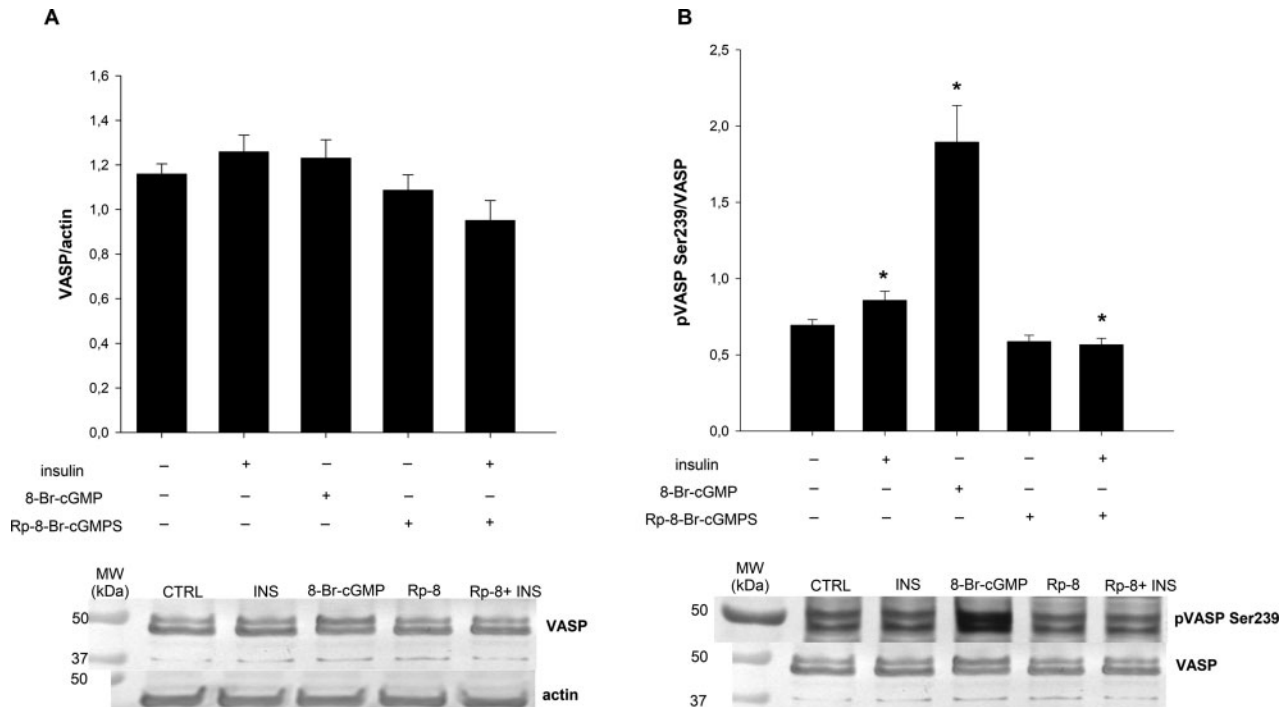 A
VASP/actin
1,6
1,4
1,2
1,0
0,8
0,6
0,4
0,2
0,0
insulin – + – – +
8-Br-cGMP – – + – –
Rp-8-Br-cGMPS – – – + +
MW
(kDa)
CTRL INS 8-Br-cGMP Rp-8 Rp-8+ INS
50
VASP
37
50
actin
B
pVASP Ser239/VASP
2,5
2,0
1,5
1,0
0,5
0,0
* * *
insulin – + – – +
8-Br-cGMP – – + – –
Rp-8-Br-cGMPS – – – + +
MW
(kDa)
CTRL INS 8-Br-cGMP Rp-8 Rp-8+ INS
50
pVASP Ser239
50
VASP
37